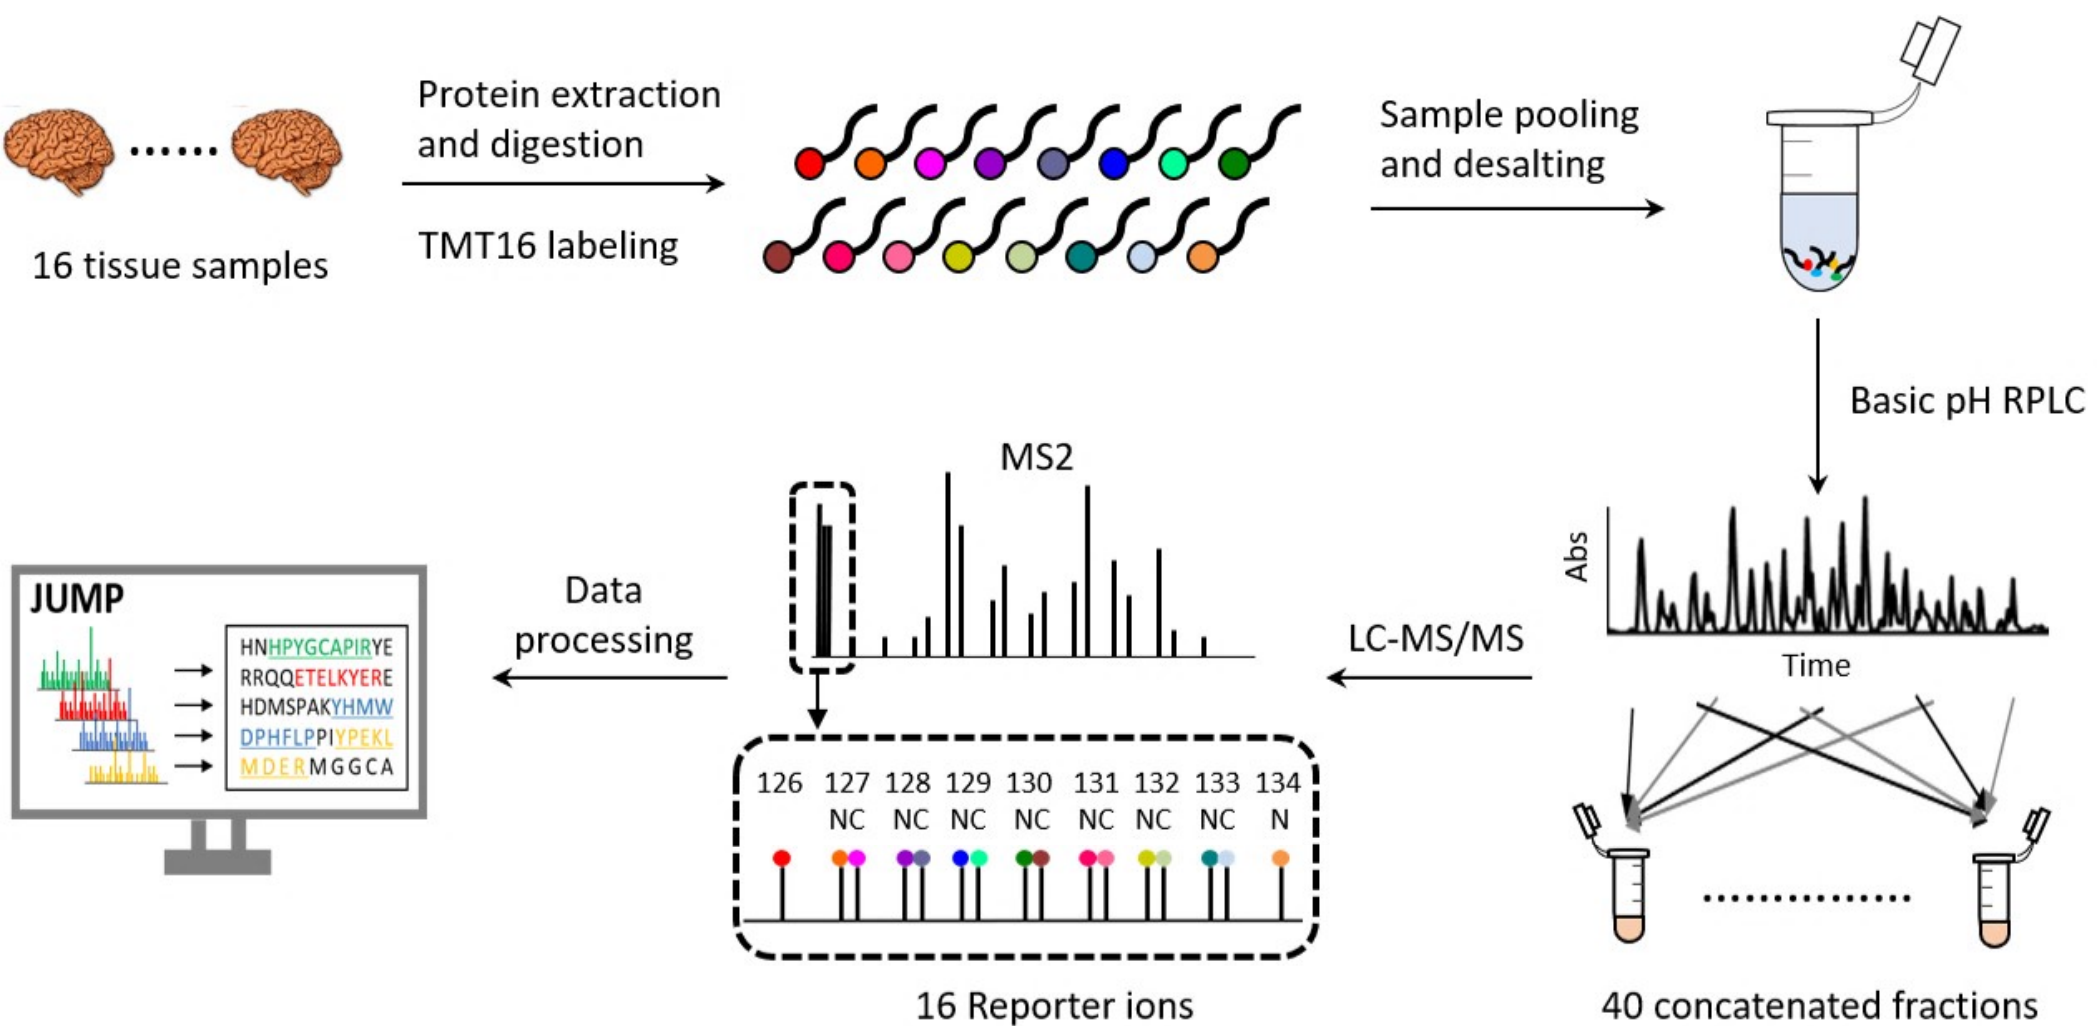 Protein extraction
and digestion
TMT16 labeling
16 tissue samples
Sample pooling
and desalting
Basic pH RPLC
Abs
Time
40 concatenated fractions
LC-MS/MS
MS2
126 127 128 129 130 131 132 133 134
NC NC NC NC NC NC NC N
16 Reporter ions
Data
processing
JUMP
HNHPYGCAPIRYE
RRQQETELKYERE
HDMSPAKYHMW
DPHFLPPIYPEKL
MDERMGGCA